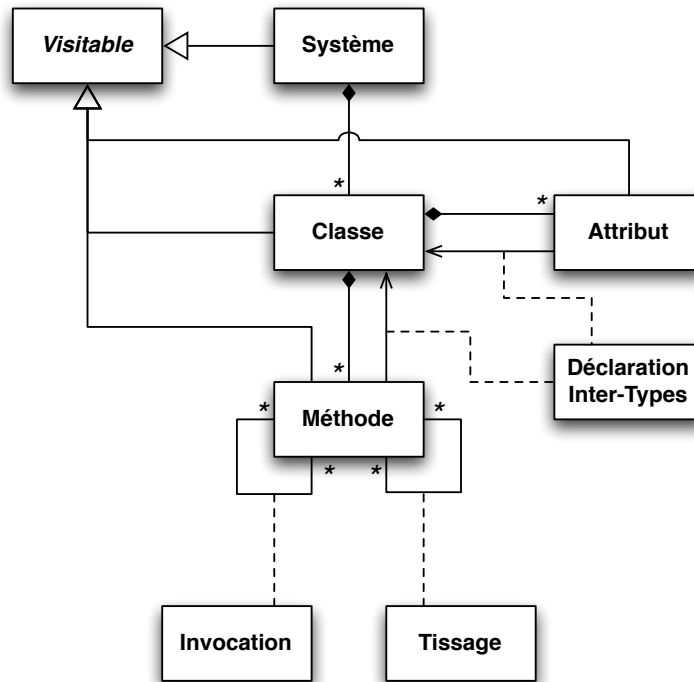 Visitable
Système
*
*
Classe
Attribut
*
Déclaration
Inter-Types
*
*
Méthode
*
*
Invocation
Tissage